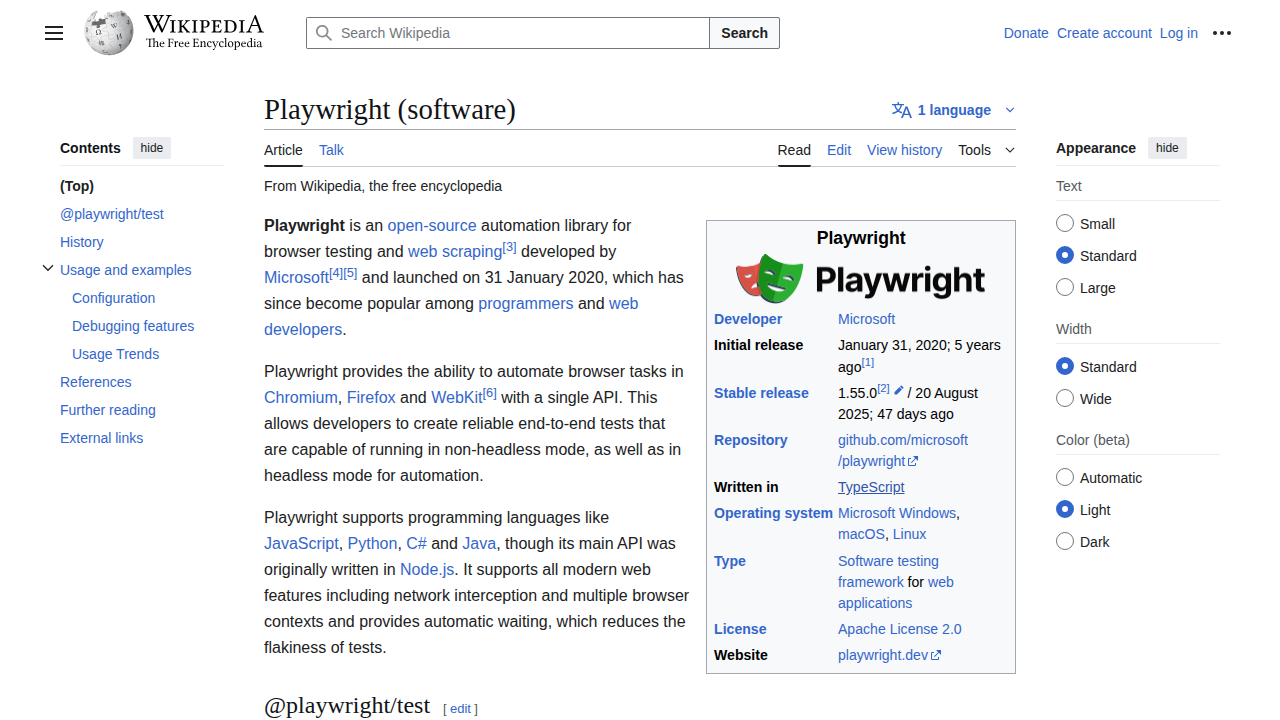 WIKIPEDIA
The Free Encyclopedia
Search Wikipedia
Search
Donate
Create account
Log in
Contents
hide
(Top)
@playwright/test
History
Usage and examples
Configuration
Debugging features
Usage Trends
References
Further reading
External links
Playwright (software)
1 language
Article
Talk
Read
Edit
View history
Tools
From Wikipedia, the free encyclopedia
Playwright is an open-source automation library for
browser testing and web scraping[3] developed by
Microsoft[4][5] and launched on 31 January 2020, which has
since become popular among programmers and web
developers.
Playwright provides the ability to automate browser tasks in
Chromium, Firefox and WebKit[6] with a single API. This
allows developers to create reliable end-to-end tests that
are capable of running in non-headless mode, as well as in
headless mode for automation.
Playwright supports programming languages like
JavaScript, Python, C# and Java, though its main API was
originally written in Node.js. It supports all modern web
features including network interception and multiple browser
contexts and provides automatic waiting, which reduces the
flakiness of tests.
@playwright/test [ edit ]
Playwright
Playwright
Developer Microsoft
Initial release January 31, 2020; 5 years
ago[1]
Stable release 1.55.0[2] / 20 August
2025; 47 days ago
Repository github.com/microsoft
/playwright
Written in TypeScript
Operating system Microsoft Windows,
macOS, Linux
Type Software testing
framework for web
applications
License Apache License 2.0
Website playwright.dev
Appearance
hide
Text
Small
Standard
Large
Width
Standard
Wide
Color (beta)
Automatic
Light
Dark